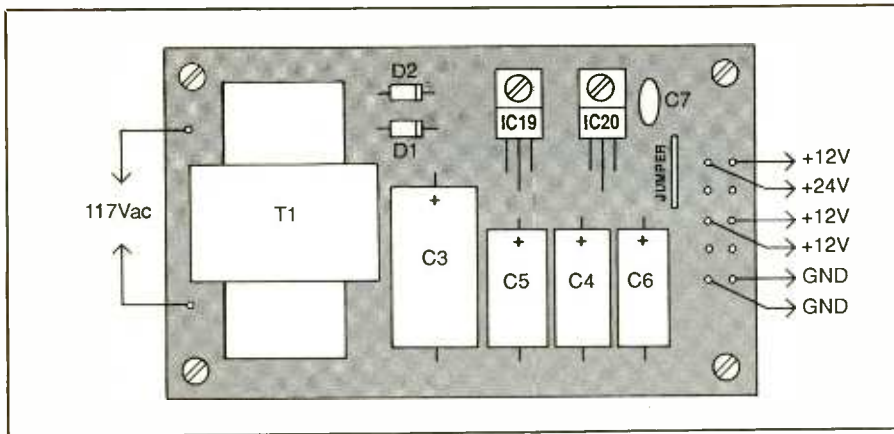 D2
D1
IC19
IC20
C7
JUMPER
117Vac
T1
C3
C5
C4
C6
+
+
+
+
+12V
+24V
+12V
+12V
GND
GND